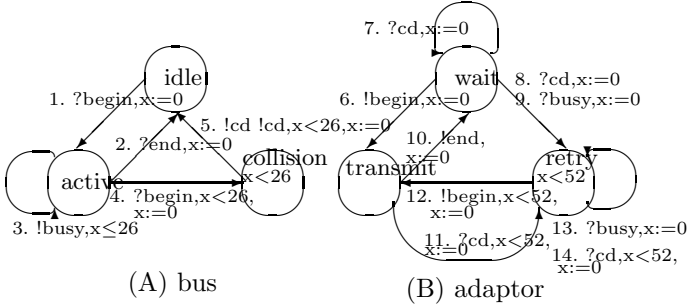 idle
1. ?begin,x:=0
2. ?end,x:=0
5. !cd !cd,x<26,x:=0
collision
x<26
active
4. ?begin,x<26,
x:=0
3. !busy,x≤26
(A) bus
7. ?cd,x:=0
wait
8. ?cd,x:=0
9. ?busy,x:=0
6. !begin,x:=0
10. !end,
x:=0
transmit
retry
x<52
12. !begin,x<52,
x:=0
11. ?cd,x<52,
x:=0
13. ?busy,x:=0
14. ?cd,x<52,
x:=0
(B) adaptor